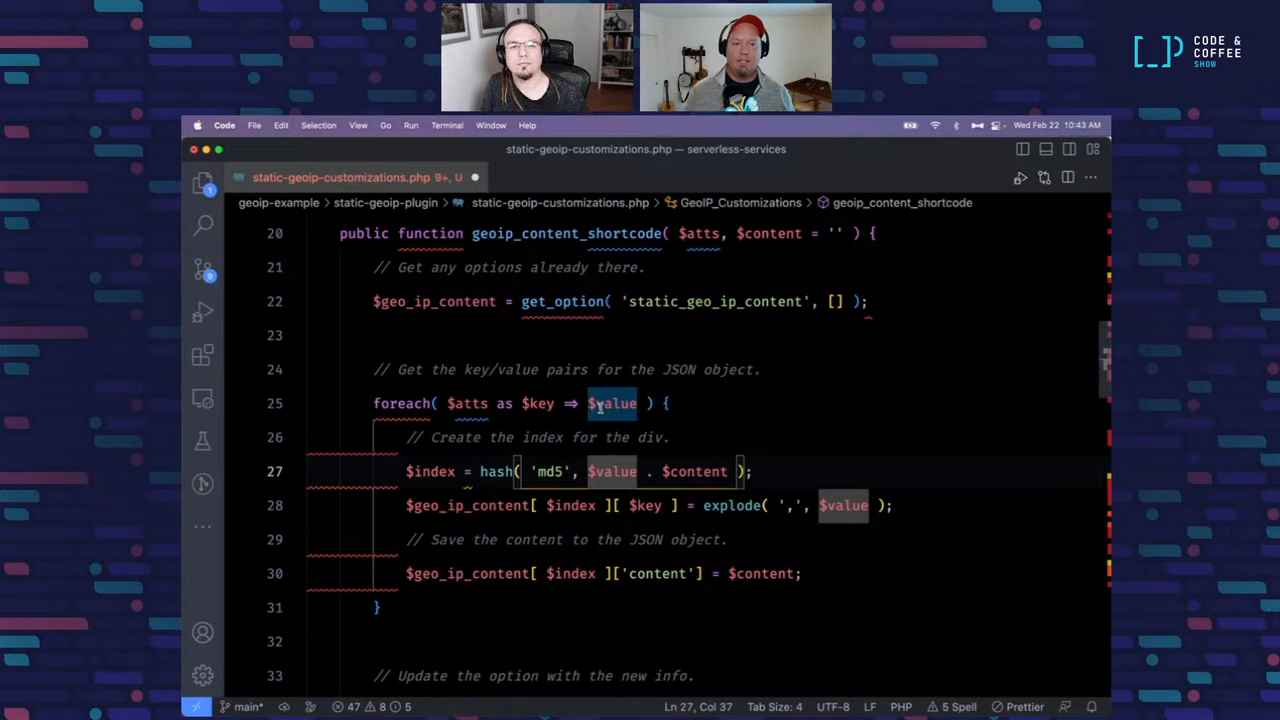 CODE &
COFFEE
SHOW
Code File Edit Selection View Go Run Terminal Window Help Wed Feb 22 10:43 AM
static-geoip-customizations.php — serverless-services
static-geoip-customizations.php 9+, U
geoip-example > static-geoip-plugin > static-geoip-customizations.php > GeoIP_Customizations > geoip_content_shortcode
20 public function geoip_content_shortcode( $atts, $content = '' ) {
21 // Get any options already there.
22 $geo_ip_content = get_option( 'static_geo_ip_content', [] );
23
24 // Get the key/value pairs for the JSON object.
25 foreach( $atts as $key ⇒ $value ) {
26 // Create the index for the div.
27 $index = hash( 'md5', $value . $content );
28 $geo_ip_content[ $index ][ $key ] = explode( ',', $value );
29 // Save the content to the JSON object.
30 $geo_ip_content[ $index ]['content'] = $content;
31 }
32
33 // Update the option with the new info.
1
9
main* 47 8 5 Ln 27, Col 37 Tab Size: 4 UTF-8 LF PHP 5 Spell Prettier